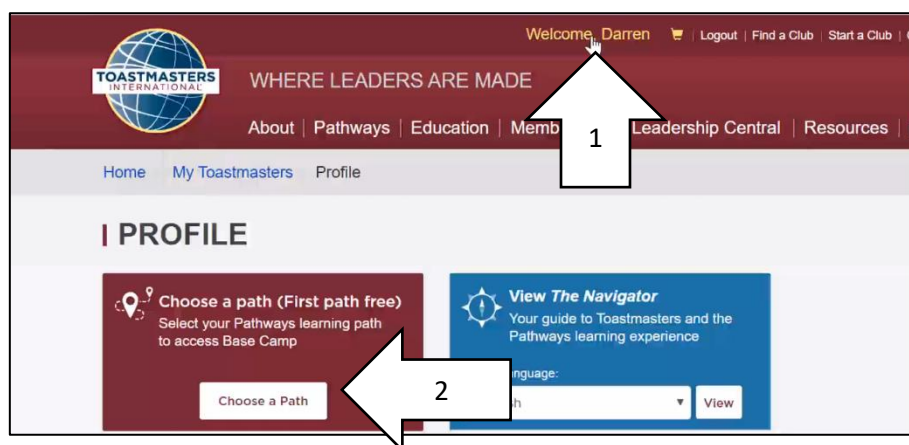 Welcome, Darren | Logout | Find a Club | Start a Club |
TOASTMASTERS
INTERNATIONAL
WHERE LEADERS ARE MADE
About | Pathways | Education | Memb Leadership Central | Resources |
1
Home My Toastmasters Profile
| PROFILE
Choose a path (First path free)
Select your Pathways learning path
to access Base Camp
Choose a Path
2
View The Navigator
Your guide to Toastmasters and the
Pathways learning experience
nguage:
sh
View